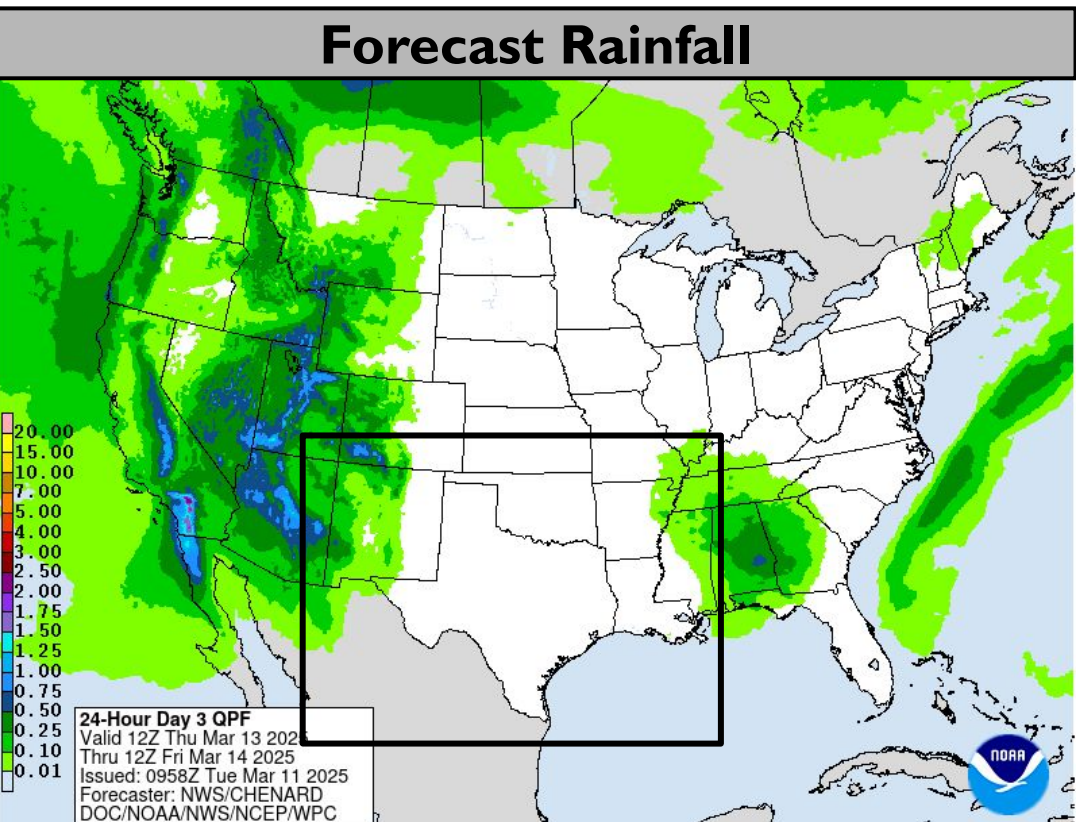 Forecast Rainfall
20.00
15.00
10.00
7.00
5.00
4.00
3.00
2.50
2.00
1.75
1.50
1.25
1.00
0.75
0.50
0.25
0.10
0.01
24-Hour Day 3 QPF
Valid 12Z Thu Mar 13 2025
Thru 12Z Fri Mar 14 2025
Issued: 0958Z Tue Mar 11 2025
Forecaster: NWS/CHENARD
DOC/NOAA/NWS/NCEP/WPC
NOAA